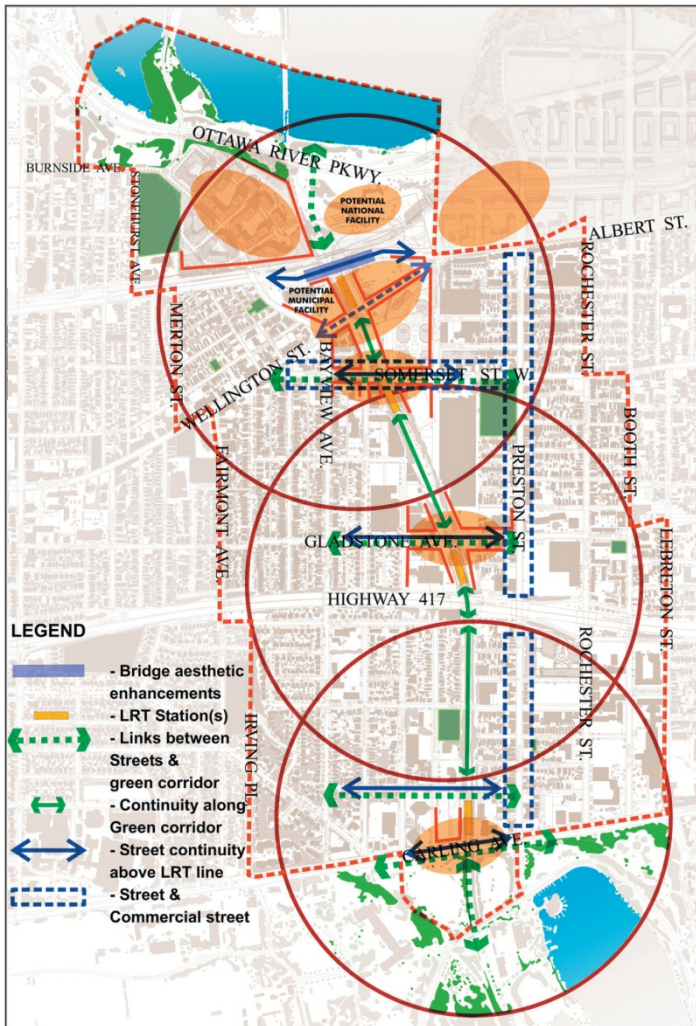 OTTAWA RIVER PKWY.
BURNSIDE AVE.
STONEHURST AVE.
POTENTIAL
NATIONAL
FACILITY
ALBERT ST.
ROCHESTER ST.
POTENTIAL
MUNICIPAL
FACILITY
MERTON ST.
WELLINGTON ST.
BAY VIEW AVE.
SOMERSET ST. W.
FAIRMONT AVE.
PRESTON ST.
BOOTH ST.
GLADSTONE AVE.
LEBRETON ST.
HIGHWAY 417
ROCHESTER ST.
IRVING PL.
CARLING AVE.
LEGEND
- Bridge aesthetic
enhancements
- LRT Station(s)
- Links between
Streets &
green corridor
- Continuity along
Green corridor
- Street continuity
above LRT line
- Street &
Commercial street